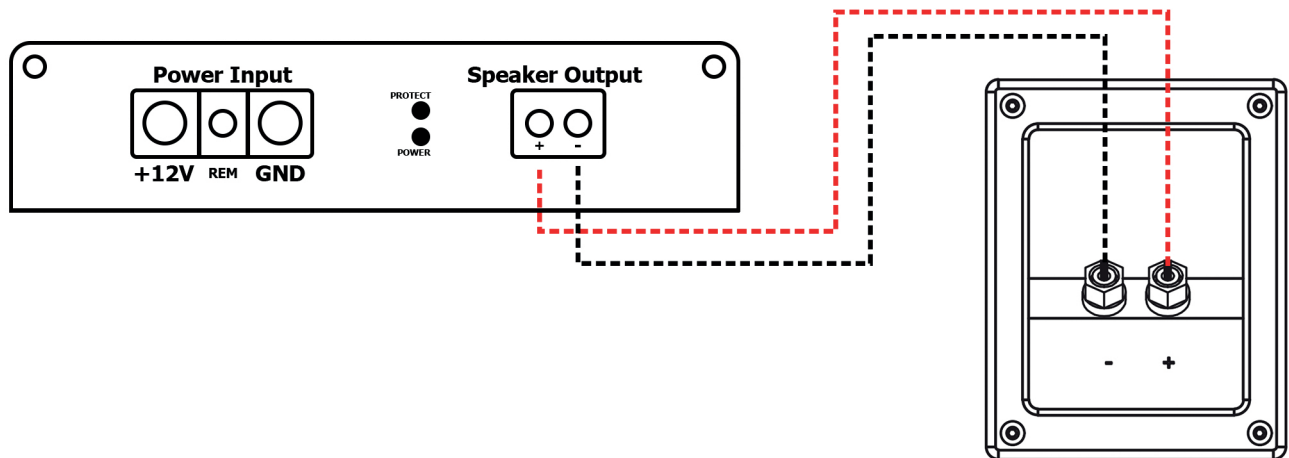 Power Input
Speaker Output
PROTECT
POWER
+ -
+12V REM GND
- +